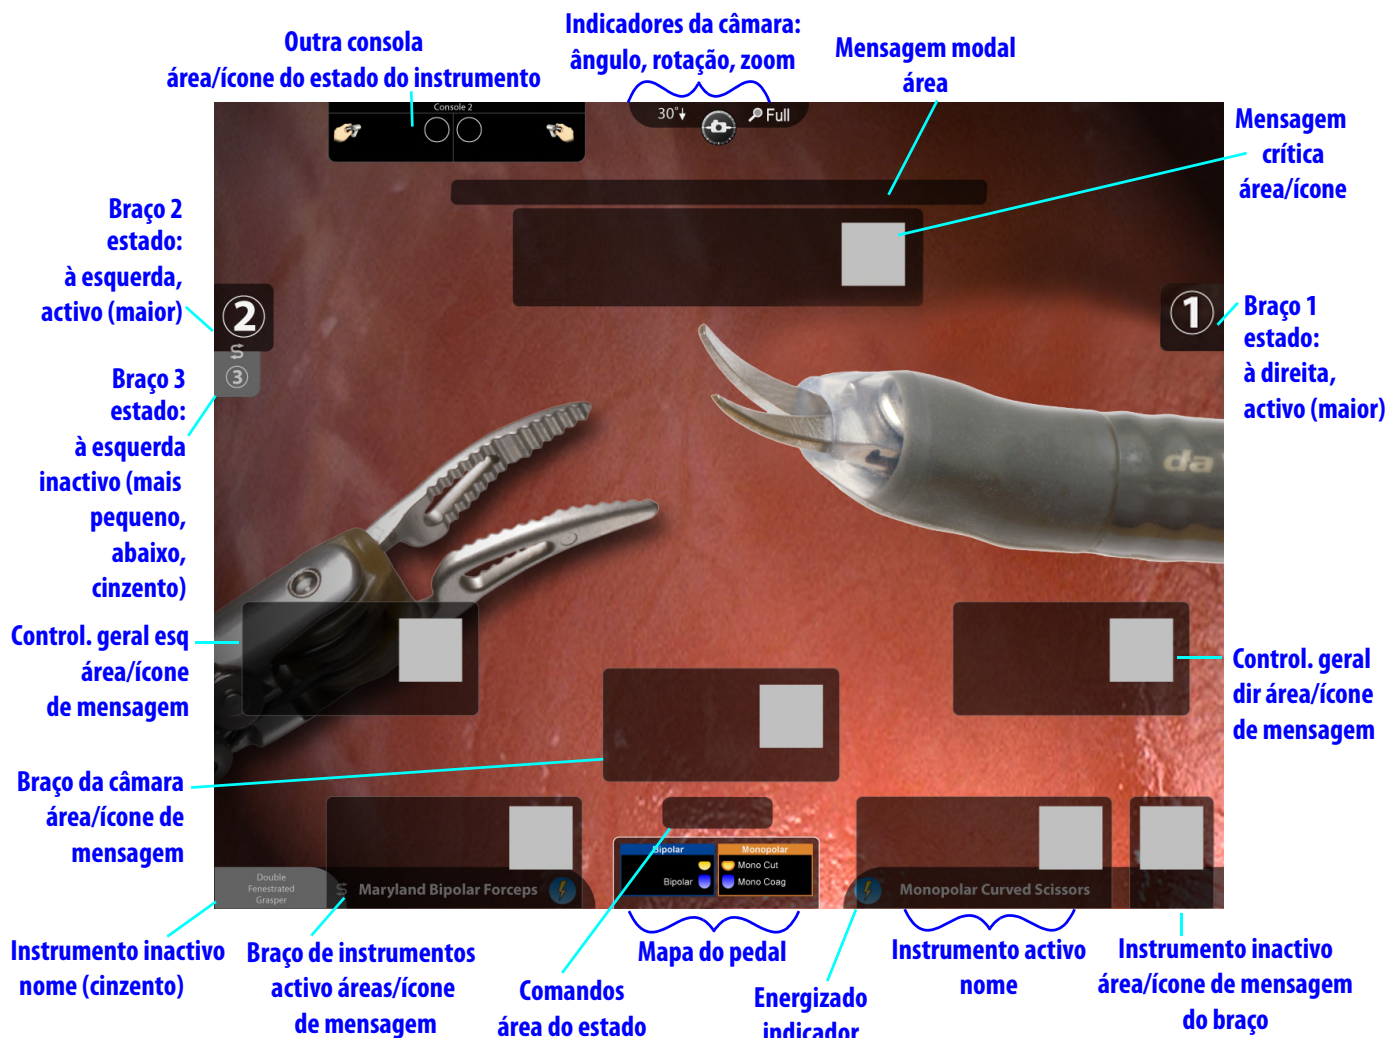 Outra consola
área/ícone do estado do instrumento
Indicadores da câmara:
ângulo, rotação, zoom
Mensagem modal
área
Mensagem
crítica
área/ícone
Console 2
30°
Full
Braço 2
estado:
à esquerda,
activo (maior)
2
3
1
Braço 1
estado:
à direita,
activo (maior)
Braço 3
estado:
à esquerda
inactivo (mais
pequeno,
abaixo,
cinzento)
da
Control. geral esq
área/ícone
de mensagem
Control. geral
dir área/ícone
de mensagem
Braço da câmara
área/ícone de
mensagem
Bipolar
Monopolar
Mono Cut
Bipolar
Mono Coag
Double
Fenestrated
Grasper
Maryland Bipolar Forceps
Monopolar Curved Scissors
Instrumento inactivo
nome (cinzento)
Braço de instrumentos
activo áreas/ícone
de mensagem
Comandos
área do estado
Mapa do pedal
Energizado
indicador
Instrumento activo
nome
Instrumento inactivo
área/ícone de mensagem
do braço